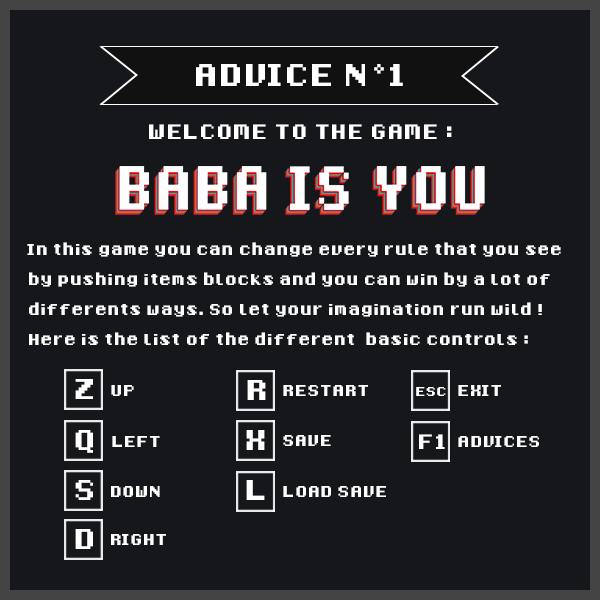 ADVICE N°1
WELCOME TO THE GAME :
BABA IS YOU
In this game you can change every rule that you see
by pushing items blocks and you can win by a lot of
differents ways. So let your imagination run wild !
Here is the list of the different basic controls :
Z UP R RESTART ESC EXIT
Q LEFT X SAVE F1 ADVICES
S DOWN L LOAD SAVE
D RIGHT